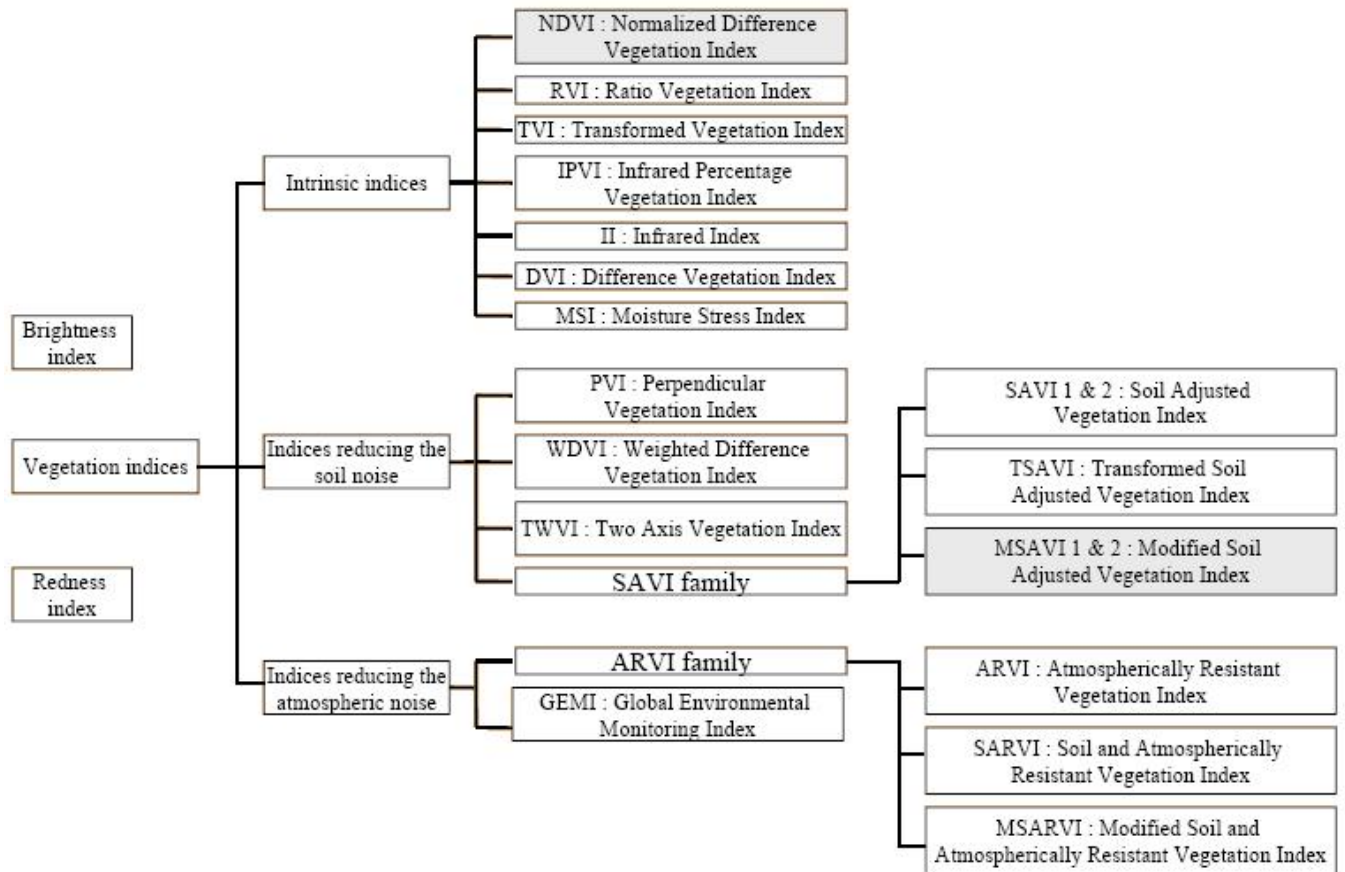 NDVI : Normalized Difference
Vegetation Index
RVI : Ratio Vegetation Index
TVI : Transformed Vegetation Index
Intrinsic indices
IPVI : Infrared Percentage
Vegetation Index
II : Infrared Index
DVI : Difference Vegetation Index
MSI : Moisture Stress Index
Brightness
index
Vegetation indices
Redness
index
Indices reducing the
soil noise
PVI : Perpendicular
Vegetation Index
WDVI : Weighted Difference
Vegetation Index
TWVI : Two Axis Vegetation Index
SAVI family
SAVI 1 & 2 : Soil Adjusted
Vegetation Index
TSAVI : Transformed Soil
Adjusted Vegetation Index
MSAVI 1 & 2 : Modified Soil
Adjusted Vegetation Index
Indices reducing the
atmospheric noise
ARVI family
GEMI : Global Environmental
Monitoring Index
ARVI : Atmospherically Resistant
Vegetation Index
SARVI : Soil and Atmospherically
Resistant Vegetation Index
MSARVI : Modified Soil and
Atmospherically Resistant Vegetation Index